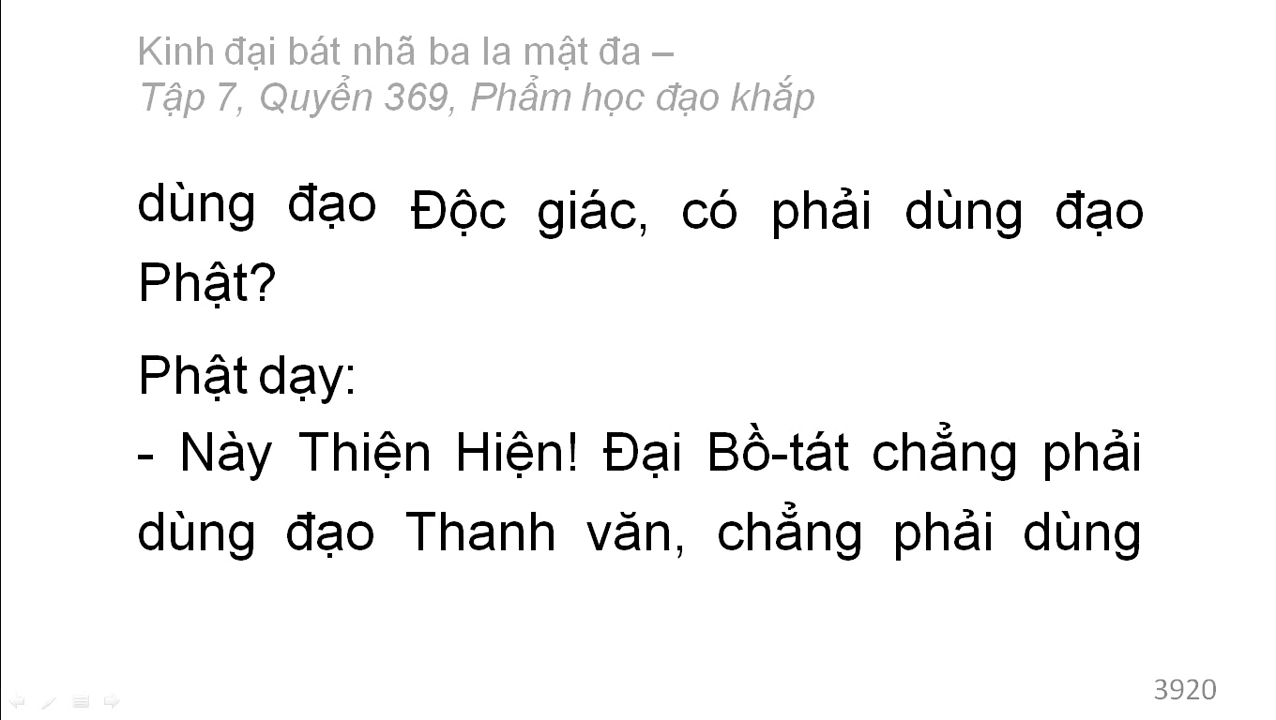 Kinh đại bát nhã ba la mật đa –
Tập 7, Quyển 369, Phẩm học đạo khắp
dùng đạo Độc giác, có phải dùng đạo
Phật?
Phật dạy:
- Này Thiện Hiện! Đại Bồ-tát chẳng phải
dùng đạo Thanh văn, chẳng phải dùng
3920